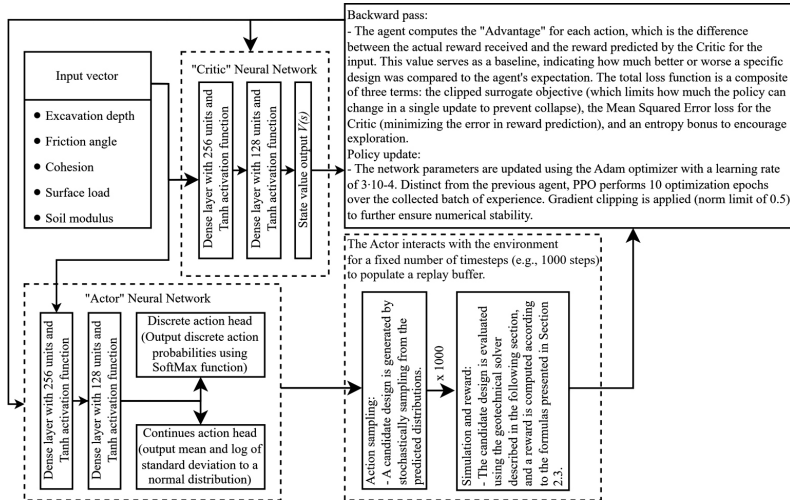 Input vector
Excavation depth
Friction angle
Cohesion
Surface load
Soil modulus
"Critic" Neural Network
Dense layer with 256 units and
Tanh activation function
Dense layer with 128 units and
Tanh activation function
State value output V(s)
Backward pass:
- The agent computes the "Advantage" for each action, which is the difference
between the actual reward received and the reward predicted by the Critic for the
input. This value serves as a baseline, indicating how much better or worse a specific
design was compared to the agent's expectation. The total loss function is a composite
of three terms: the clipped surrogate objective (which limits how much the policy can
change in a single update to prevent collapse), the Mean Squared Error loss for the
Critic (minimizing the error in reward prediction), and an entropy bonus to encourage
exploration.
Policy update:
- The network parameters are updated using the Adam optimizer with a learning rate
of 3·10-4. Distinct from the previous agent, PPO performs 10 optimization epochs
over the collected batch of experience. Gradient clipping is applied (norm limit of 0.5)
to further ensure numerical stability.
"Actor" Neural Network
Dense layer with 256 units and
Tanh activation function
Dense layer with 128 units and
Tanh activation function
Discrete action head
(Output discrete action
probabilities using
SoftMax function)
Continues action head
(output mean and log of
standard deviation to a
normal distribution)
The Actor interacts with the environment
for a fixed number of timesteps (e.g., 1000 steps)
to populate a replay buffer.
Action sampling:
- A candidate design is generated by
stochastically sampling from the
predicted distributions.
x 1000
Simulation and reward:
- The candidate design is evaluated
using the geotechnical solver
described in the following section,
and a reward is computed according
to the formulas presented in Section
2.3.